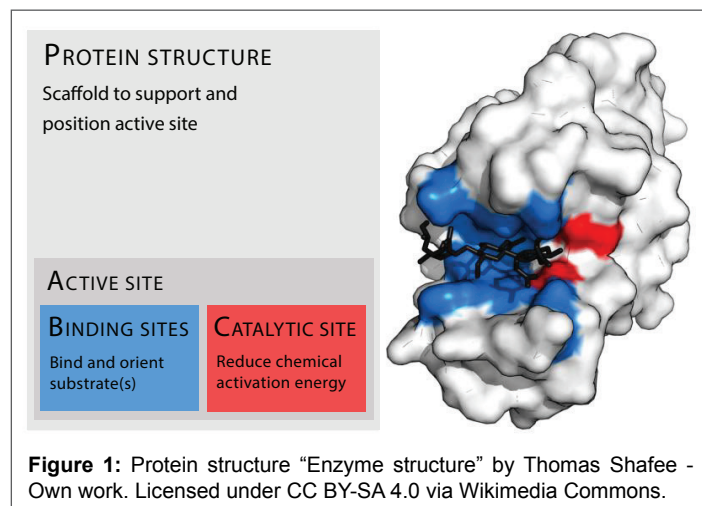 PROTEIN STRUCTURE
Scaffold to support and
position active site
ACTIVE SITE
BINDING SITES
Bind and orient
substrate(s)
CATALYTIC SITE
Reduce chemical
activation energy
Figure 1: Protein structure “Enzyme structure” by Thomas Shafee -
Own work. Licensed under CC BY-SA 4.0 via Wikimedia Commons.